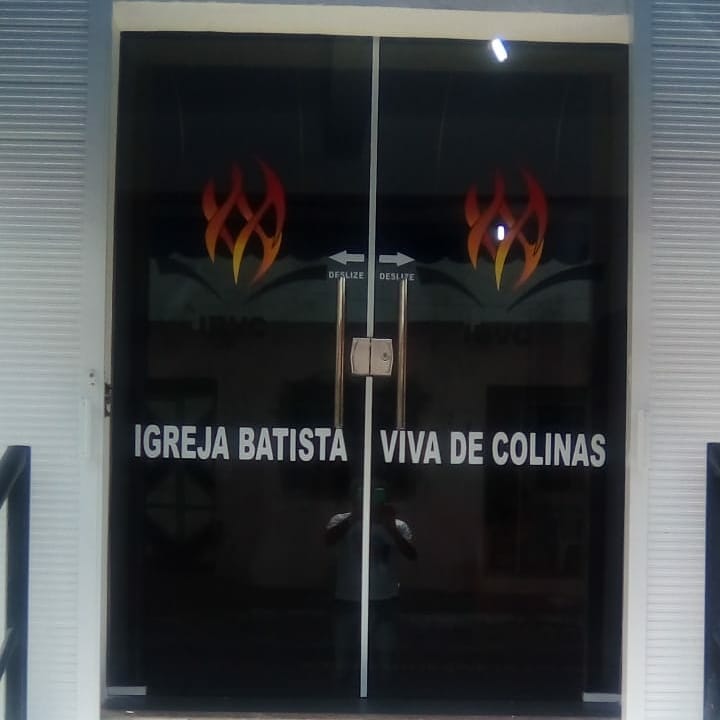 DESLIZE DESLIZE
IGREJA BATISTA VIVA DE COLINAS